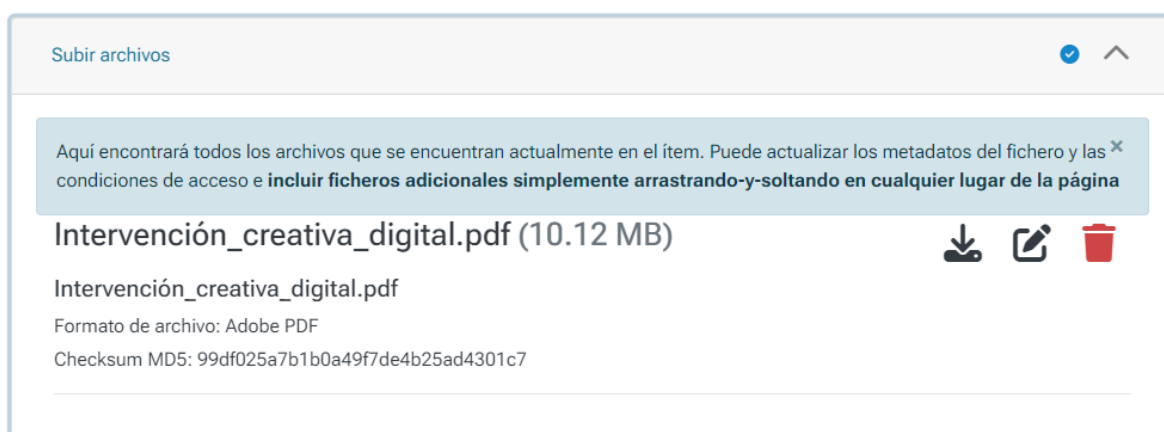 Subir archivos
Aquí encontrará todos los archivos que se encuentran actualmente en el ítem. Puede actualizar los metadatos del fichero y las
condiciones de acceso e incluir ficheros adicionales simplemente arrastrando-y-soltando en cualquier lugar de la página
Intervención_creativa_digital.pdf (10.12 MB)
Intervención_creativa_digital.pdf
Formato de archivo: Adobe PDF
Checksum MD5: 99df025a7b1b0a49f7de4b25ad4301c7